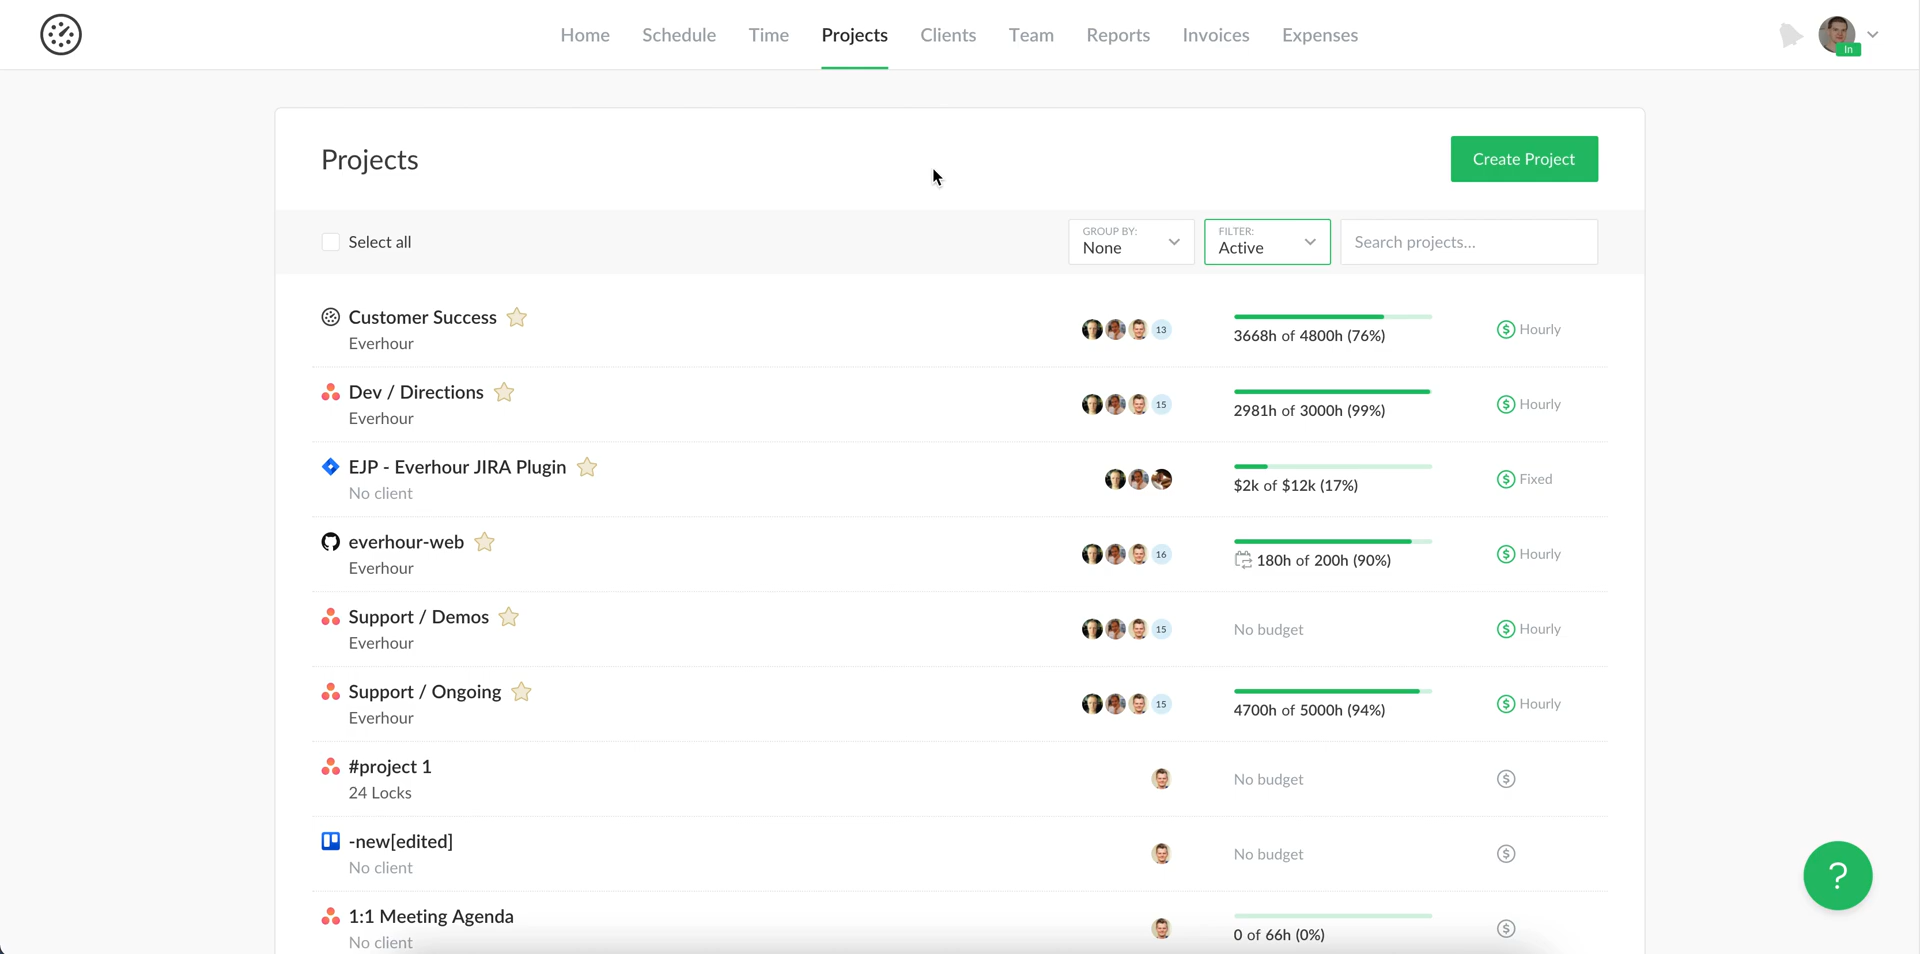 Home Schedule Time Projects Clients Team Reports Invoices Expenses
In
Projects
Create Project
Select all
GROUP BY:
None
FILTER:
Active
Search projects...
Customer Success
Everhour
13
3668h of 4800h (76%)
Hourly
Dev / Directions
Everhour
15
2981h of 3000h (99%)
Hourly
EJP - Everhour JIRA Plugin
No client
$2k of $12k (17%)
Fixed
everhour-web
Everhour
16
180h of 200h (90%)
Hourly
Support / Demos
Everhour
15
No budget
Hourly
Support / Ongoing
Everhour
15
4700h of 5000h (94%)
Hourly
#project 1
24 Locks
No budget
-new[edited]
No client
No budget
1:1 Meeting Agenda
No client
0 of 66h (0%)
?